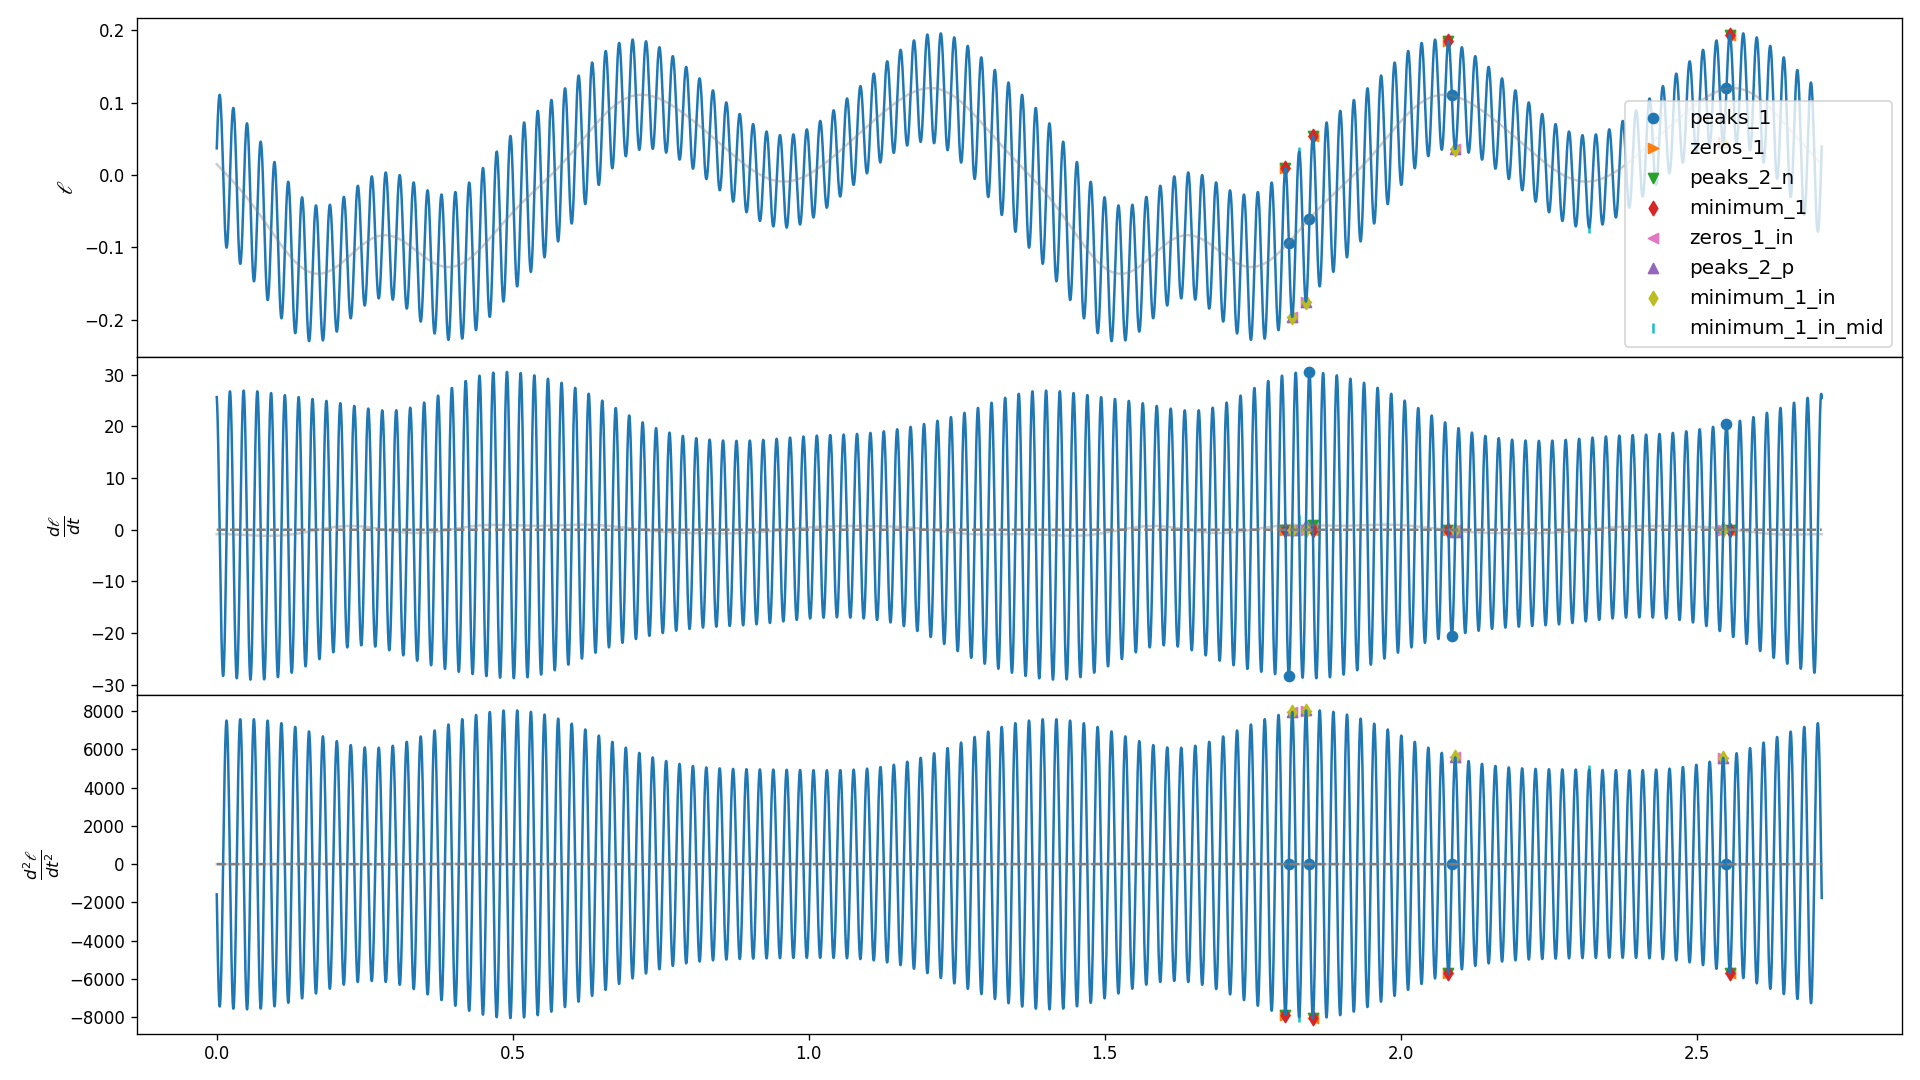 0.2
0.1
0.0
−0.1
−0.2
ℓ
peaks_1
zeros_1
peaks_2_n
minimum_1
zeros_1_in
peaks_2_p
minimum_1_in
minimum_1_in_mid
30
20
10
0
−10
−20
−30
dℓ
dt
8000
6000
4000
2000
0
−2000
−4000
−6000
−8000
d²ℓ
dt²
0.0 0.5 1.0 1.5 2.0 2.5